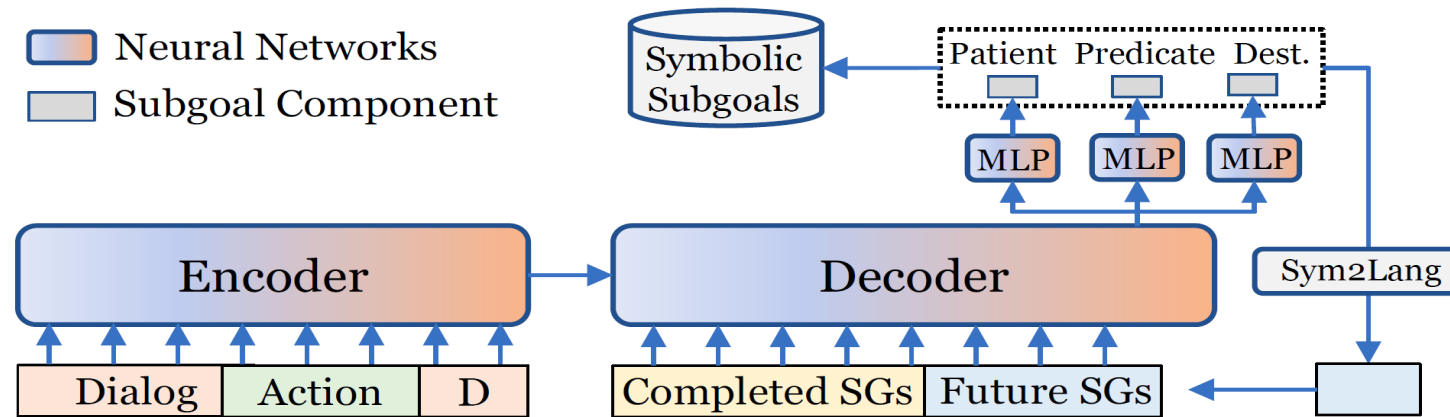 Neural Networks
Subgoal Component
Symbolic
Subgoals
Patient Predicate Dest.
MLP MLP MLP
Encoder
Decoder
Sym2Lang
Dialog Action D
Completed SGs Future SGs